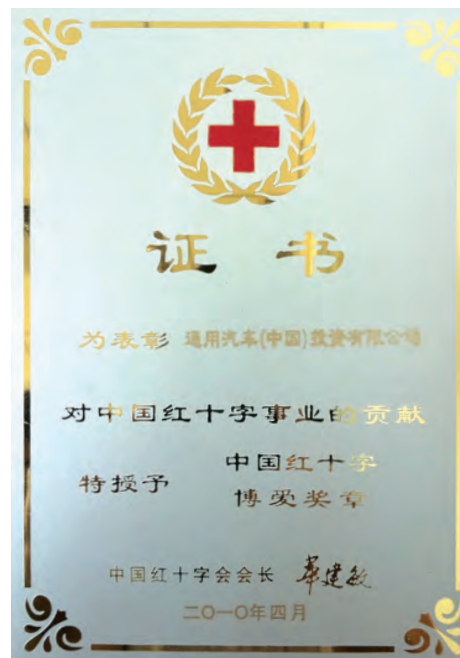 证书
为表彰 通用汽车(中国)投资有限公司
对中国红十字事业的贡献
特授予 中国红十字
博爱奖章
中国红十字会会长 華建敏
二〇一〇年四月